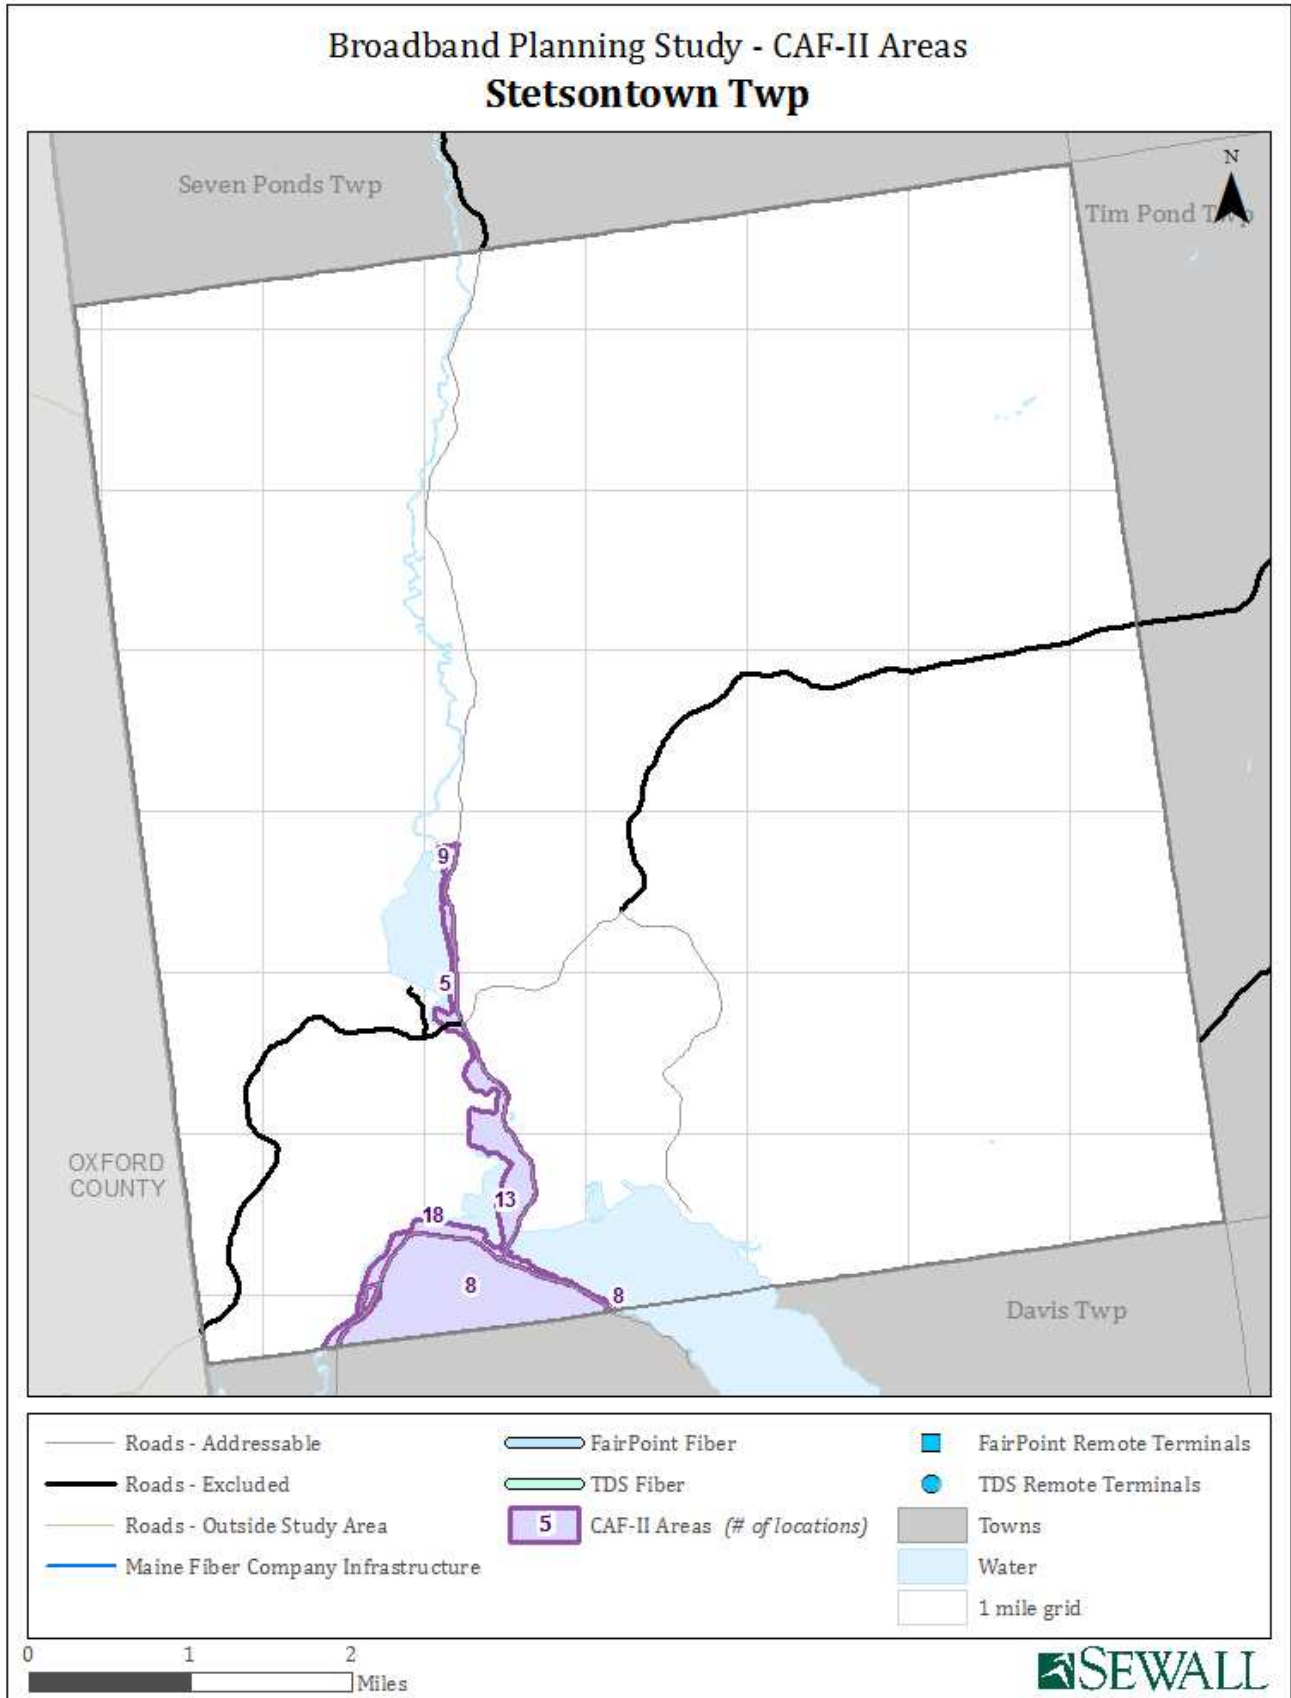 Broadband Planning Study - CAF-II Areas
Stetsontown Twp
Seven Ponds Twp
N
Tim Pond Twp
9
5
OXFORD
COUNTY
13
18
8
8
Davis Twp
Roads - Addressable
Roads - Excluded
Roads - Outside Study Area
Maine Fiber Company Infrastructure
FairPoint Fiber
TDS Fiber
5 CAF-II Areas (# of locations)
FairPoint Remote Terminals
TDS Remote Terminals
Towns
Water
1 mile grid
0 1 2
Miles
SEWALL